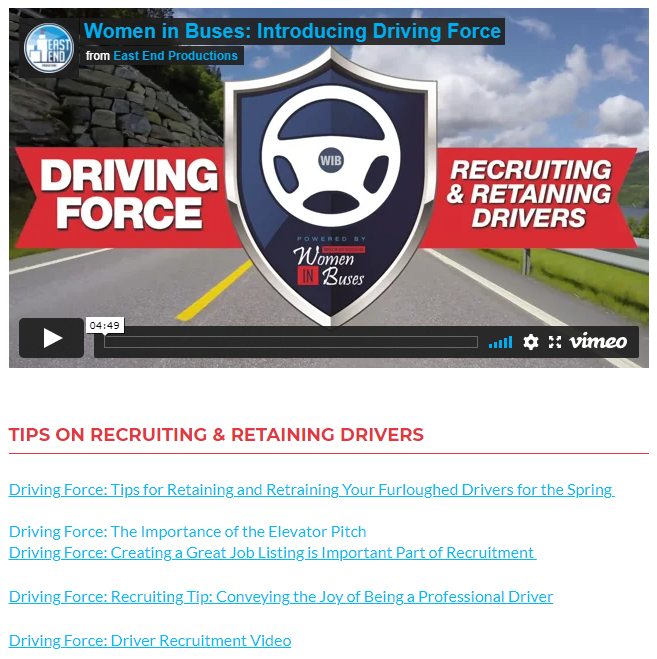 EAST
END
Women in Buses: Introducing Driving Force
from East End Productions
DRIVING
FORCE
WIB
RECRUITING
& RETAINING
DRIVERS
POWERED BY
Women
IN Buses
04:49
vimeo
TIPS ON RECRUITING & RETAINING DRIVERS
Driving Force: Tips for Retaining and Retraining Your Furloughed Drivers for the Spring
Driving Force: The Importance of the Elevator Pitch
Driving Force: Creating a Great Job Listing is Important Part of Recruitment
Driving Force: Recruiting Tip: Conveying the Joy of Being a Professional Driver
Driving Force: Driver Recruitment Video